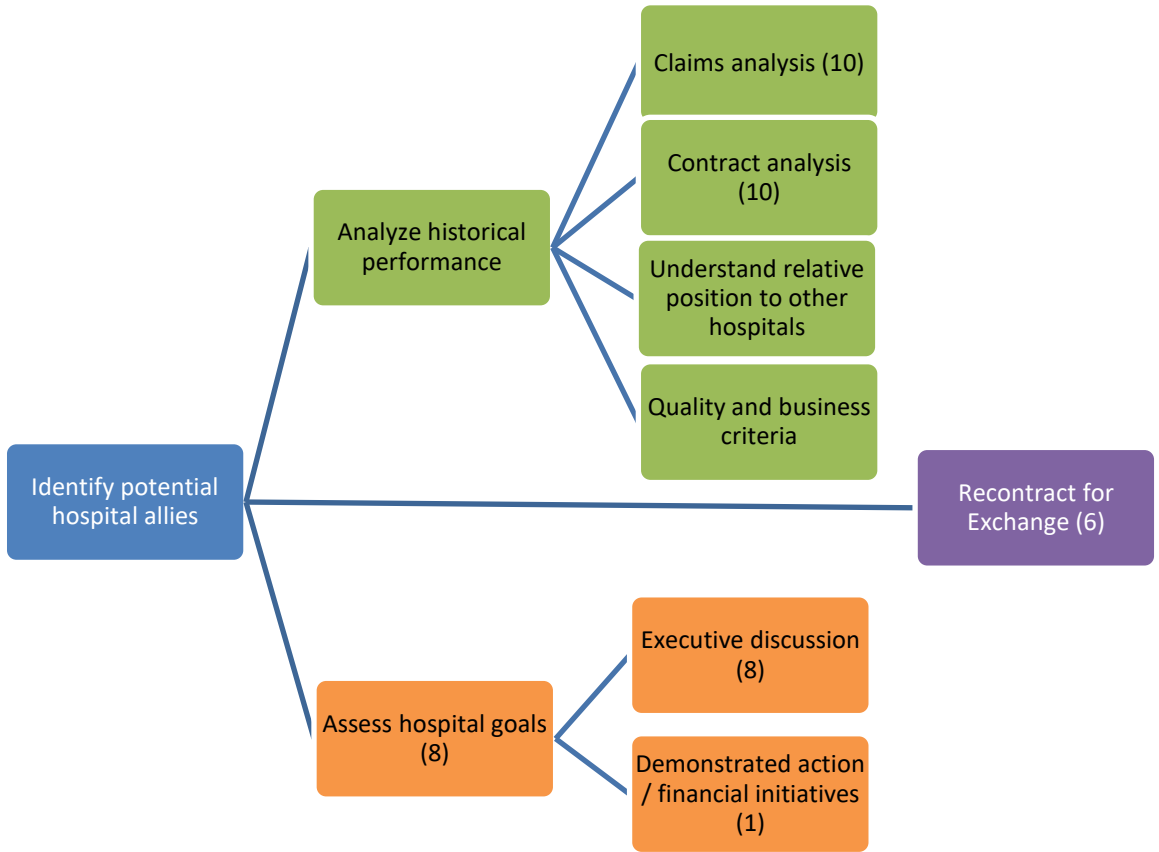 Claims analysis (10)
Contract analysis
(10)
Analyze historical
performance
Understand relative
position to other
hospitals
Quality and business
criteria
Identify potential
hospital allies
Recontract for
Exchange (6)
Executive discussion
(8)
Assess hospital goals
(8)
Demonstrated action
/ financial initiatives
(1)